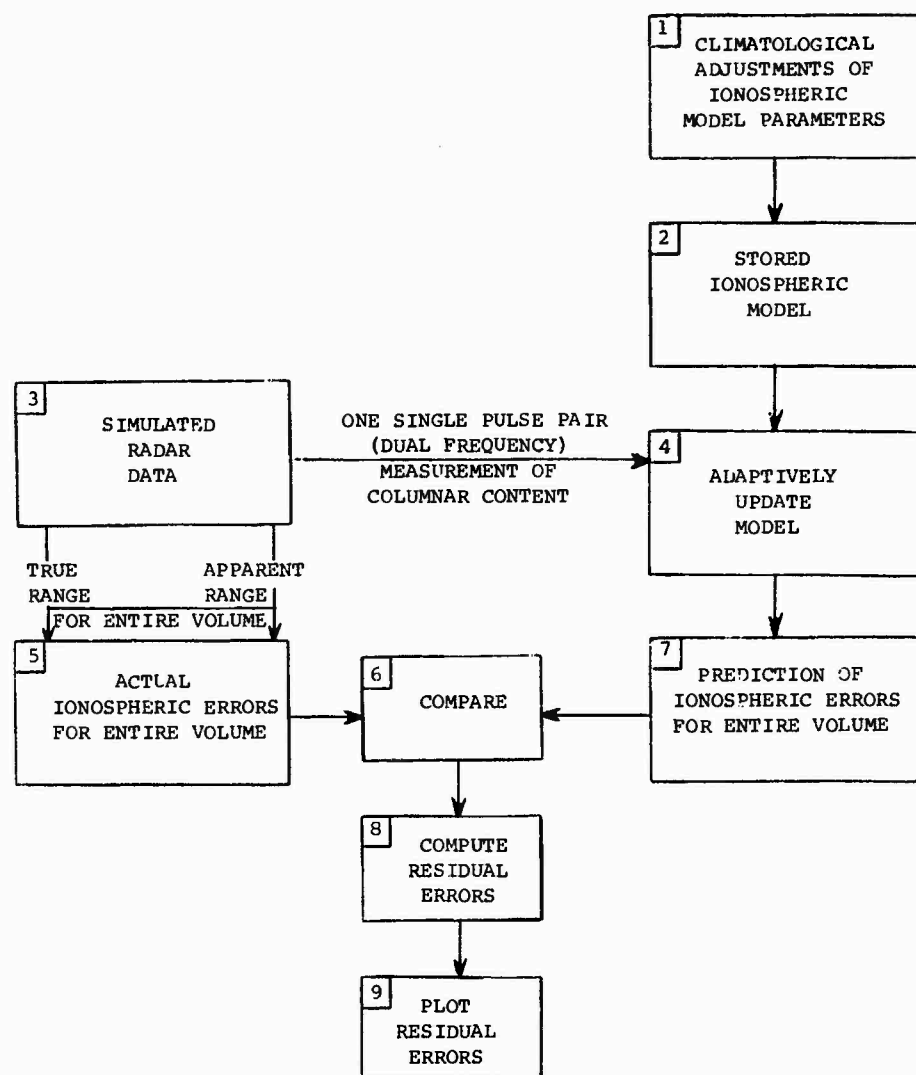 1
CLIMATOLOGICAL
ADJUSTMENTS OF
IONOSPHERIC
MODEL PARAMETERS
2
STORED
IONOSPHERIC
MODEL
3
SIMULATED
RADAR
DATA
ONE SINGLE PULSE PAIR
(DUAL FREQUENCY)
MEASUREMENT OF
COLUMNAR CONTENT
4
ADAPTIVELY
UPDATE
MODEL
TRUE
RANGE
APPARENT
RANGE
FOR ENTIRE VOLUME
5
ACTUAL
IONOSPHERIC ERRORS
FOR ENTIRE VOLUME
6
COMPARE
7
PREDICTION OF
IONOSPHERIC ERRORS
FOR ENTIRE VOLUME
8
COMPUTE
RESIDUAL
ERRORS
9
PLOT
RESIDUAL
ERRORS